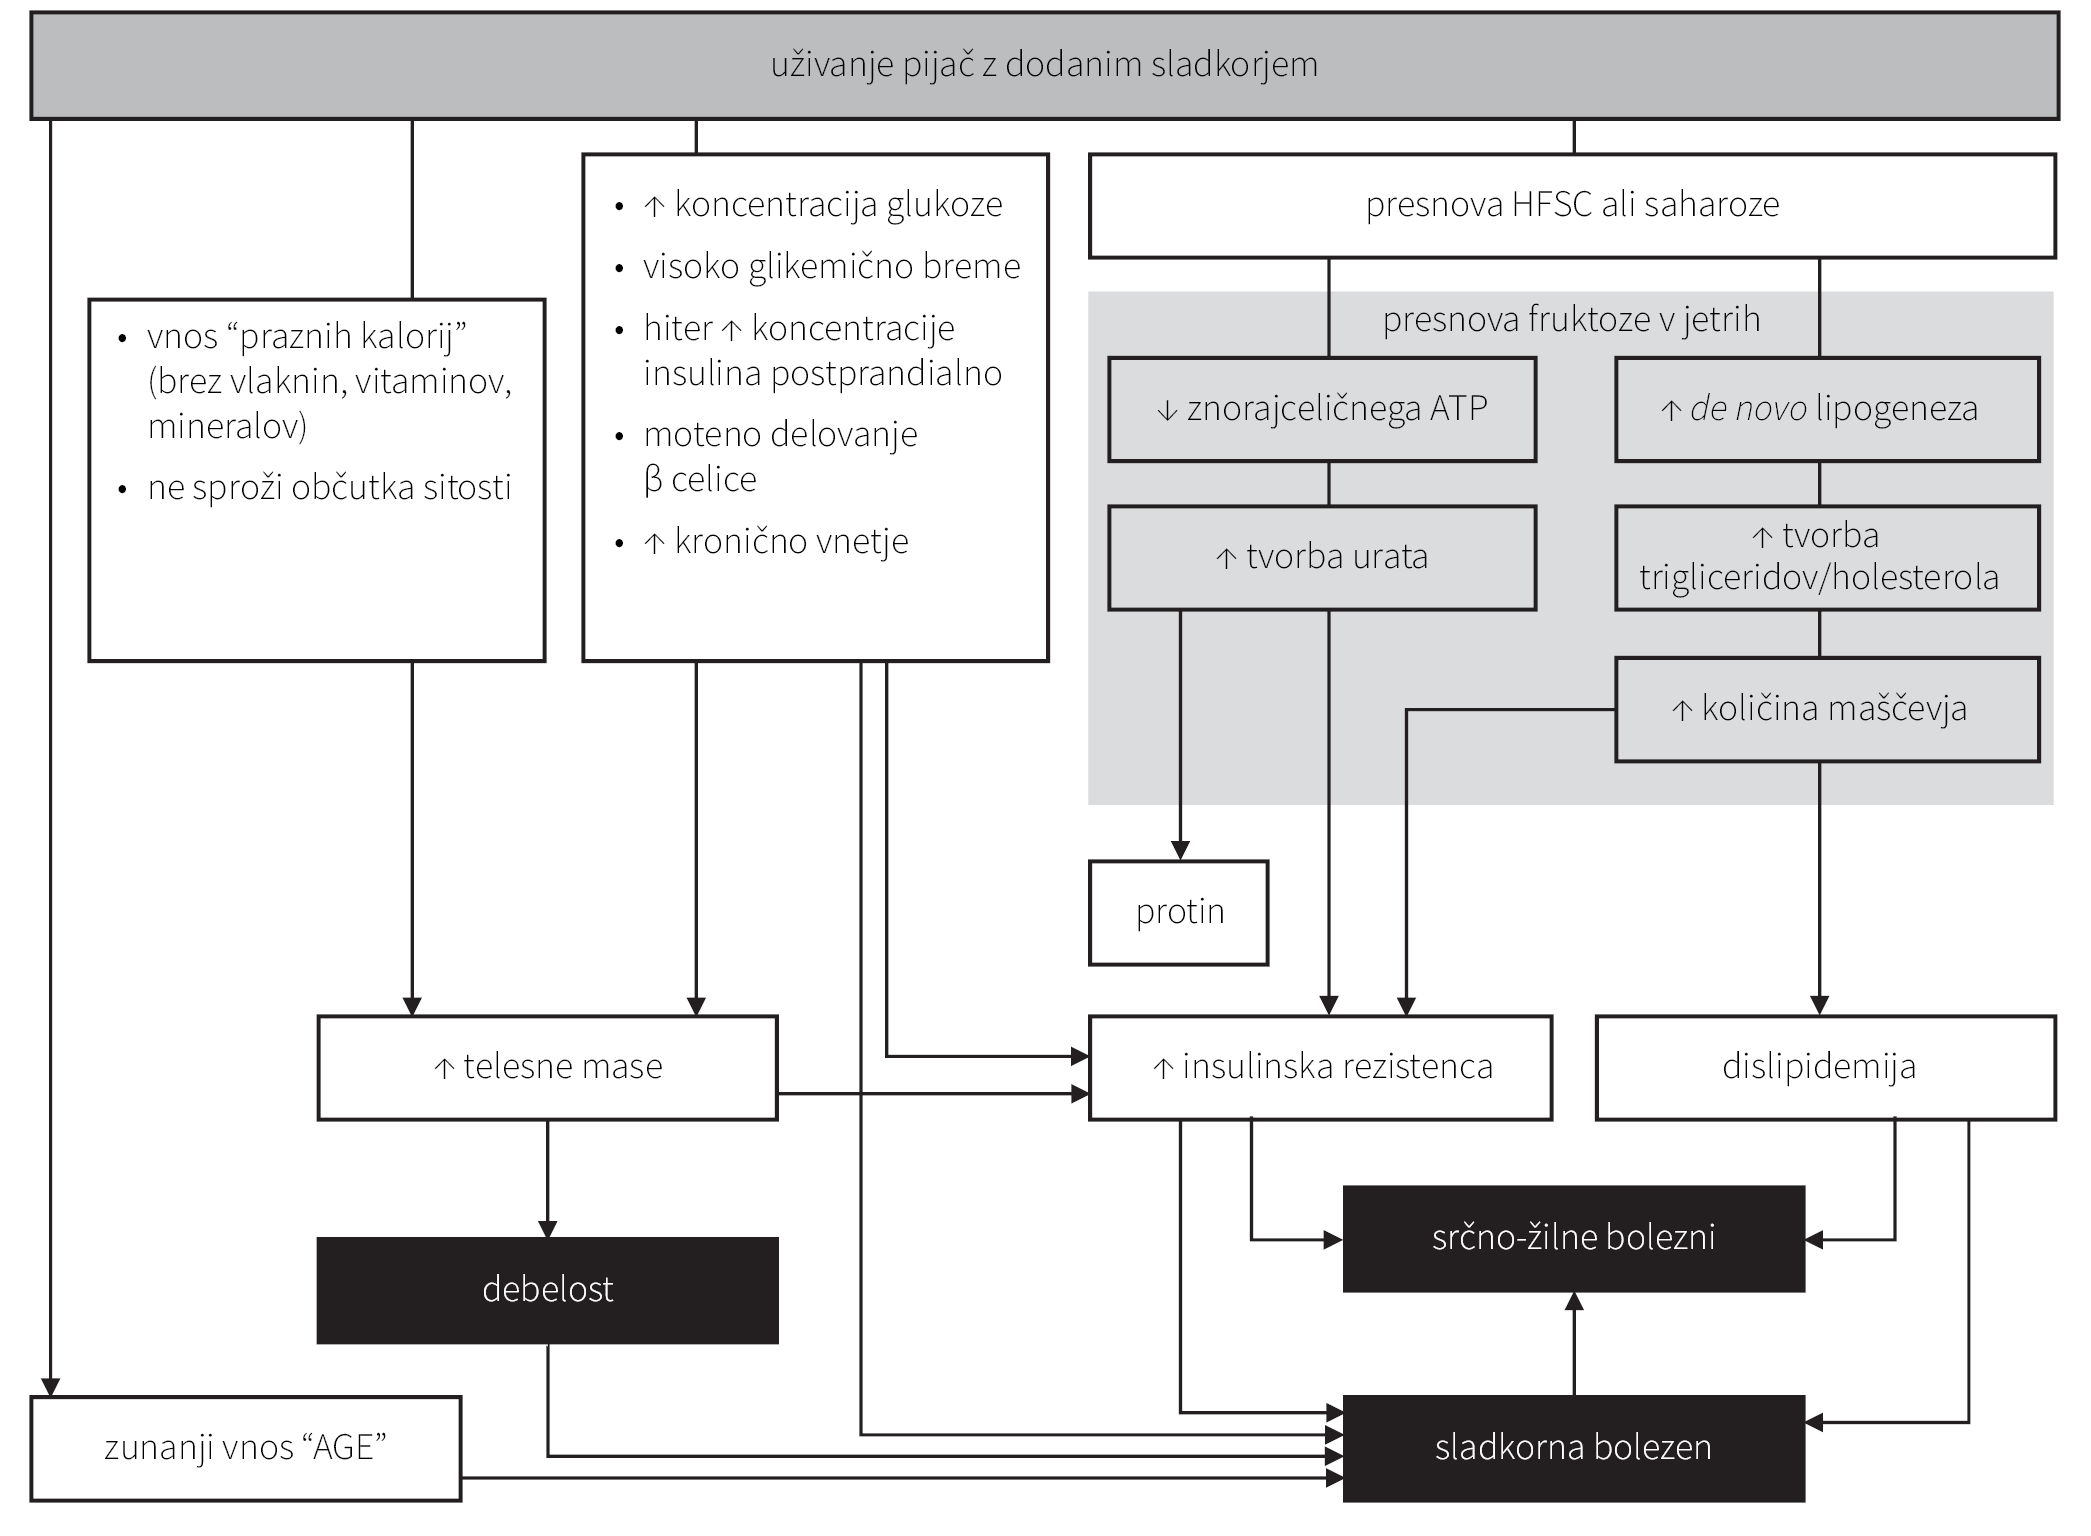 uživanje pijač z dodanim sladkorjem
• vnos “praznih kalorij”
(brez vlaknin, vitaminov,
mineralov)
• ne sproži občutka sitosti
• ↑ koncentracija glukoze
• visoko glikemično breme
• hiter ↑ koncentracije
insulina postprandialno
• moteno delovanje
β celice
• ↑ kronično vnetje
presnova HFSC ali saharoze
presnova fruktoze v jetrih
↓ znorajceličnega ATP
↑ de novo lipogeneza
↑ tvorba urata
↑ tvorba
trigliceridov/holesterola
↑ količina maščevja
protin
↑ telesne mase
↑ insulinska rezistenca
dislipidemija
srčno-žilne bolezni
debelost
zunanji vnos “AGE”
sladkorna bolezen